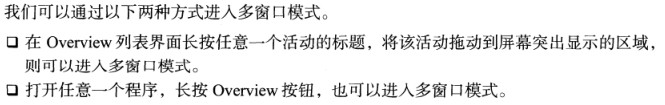 我们可以通过以下两种方式进入多窗口模式。
❑ 在 Overview 列表界面长按任意一个活动的标题，将该活动拖动到屏幕突出显示的区域，
则可以进入多窗口模式。
❑ 打开任意一个程序，长按 Overview 按钮，也可以进入多窗口模式。